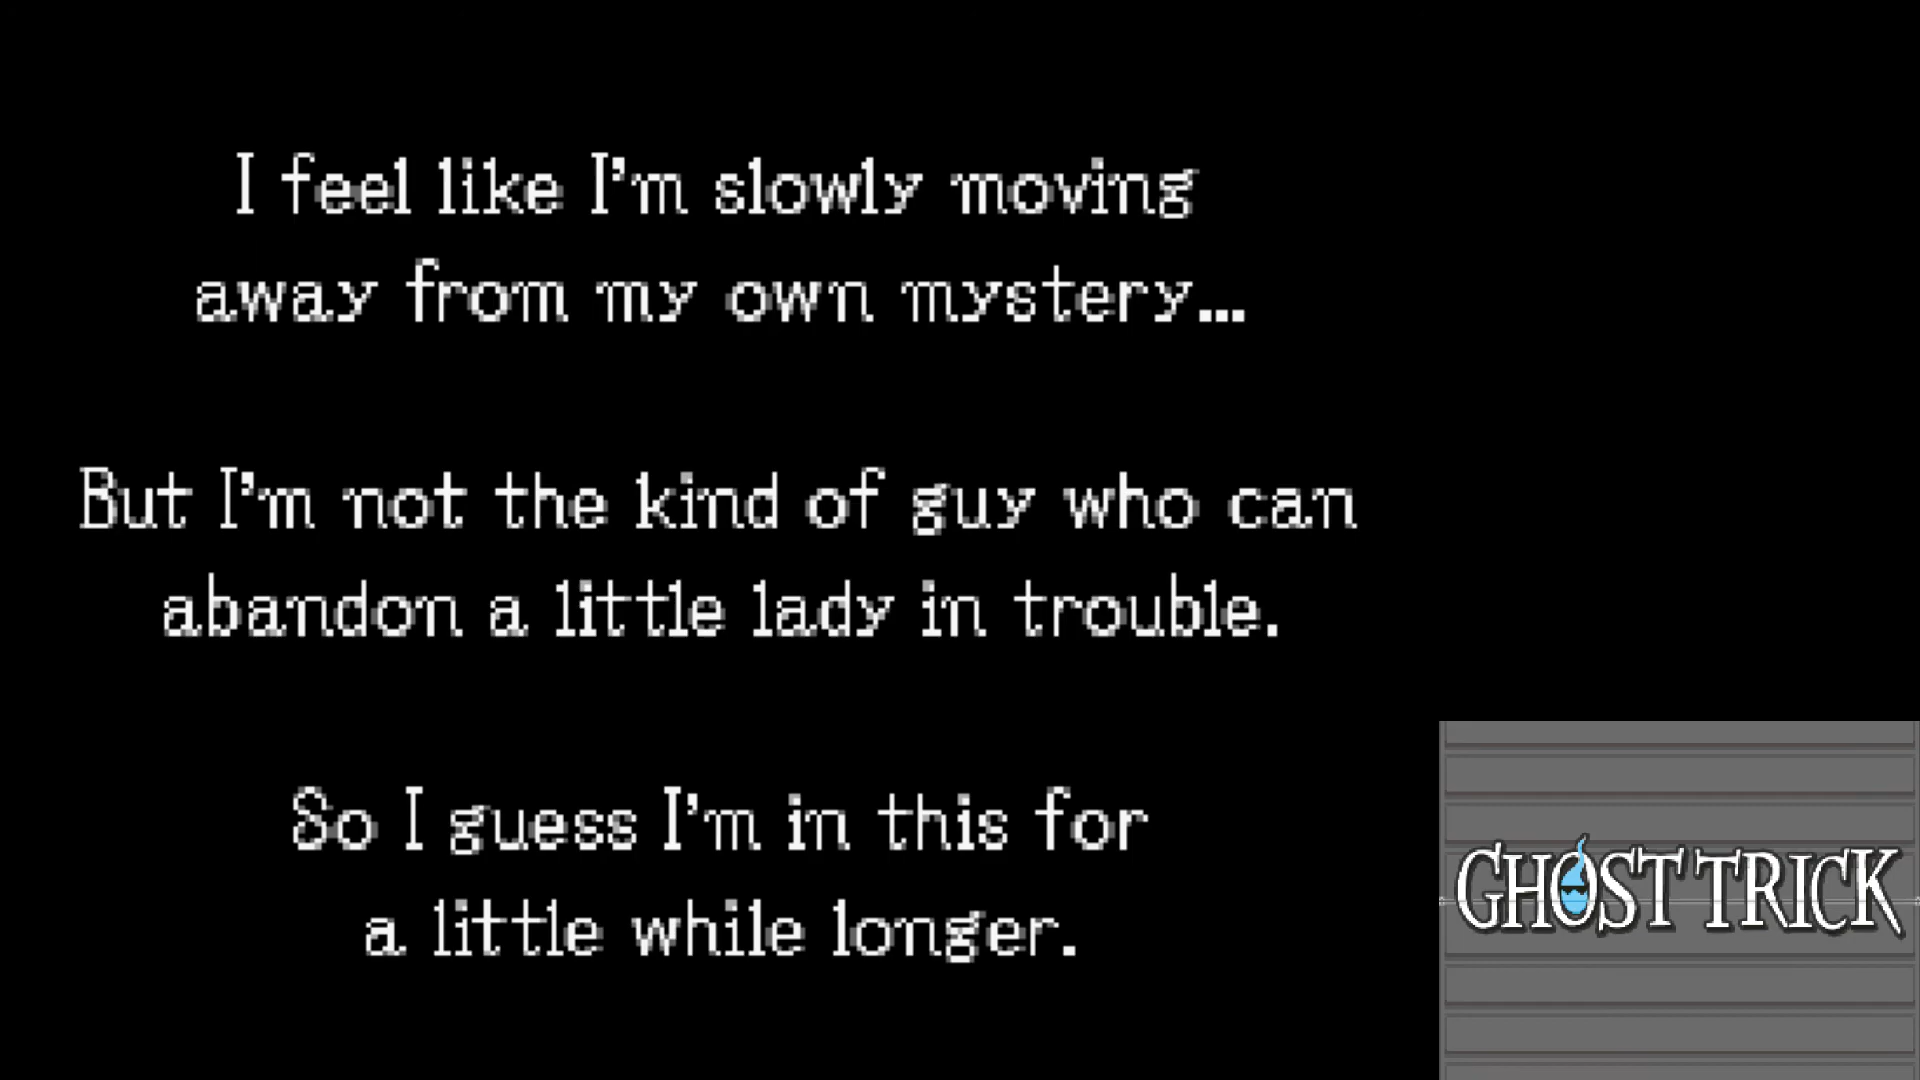 I feel like I'm slowly moving
away from my own mystery...
But I'm not the kind of guy who can
abandon a little lady in trouble.
So I guess I'm in this for
a little while longer.
GHOST TRICK